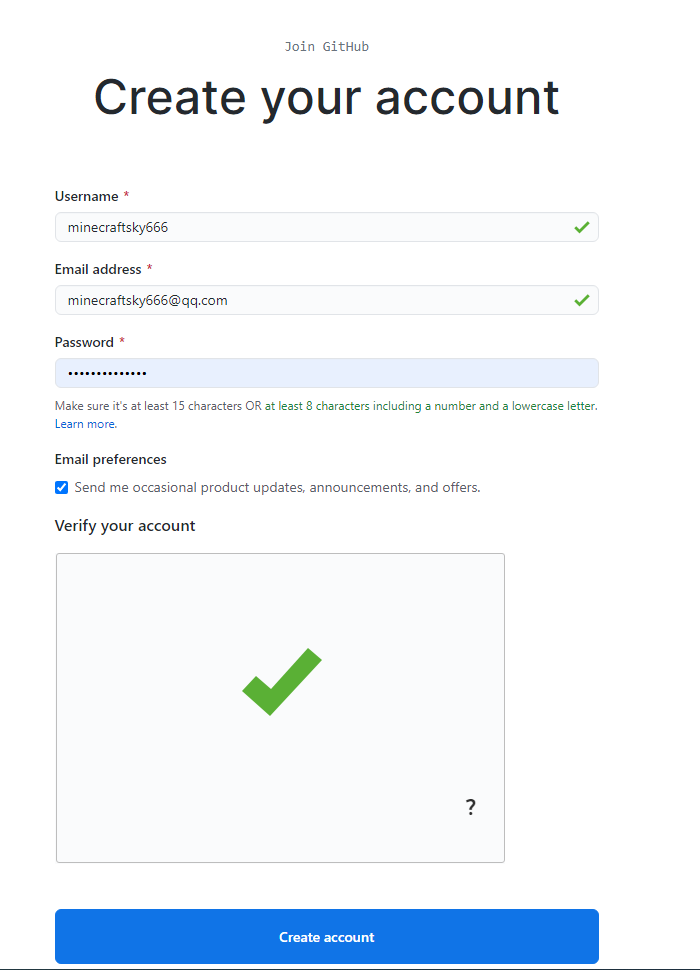 Join GitHub
Create your account
Username *
minecraftsky666
Email address *
minecraftsky666@qq.com
Password *
••••••••••••••
Make sure it's at least 15 characters OR at least 8 characters including a number and a lowercase letter.
Learn more.
Email preferences
Send me occasional product updates, announcements, and offers.
Verify your account
?
Create account